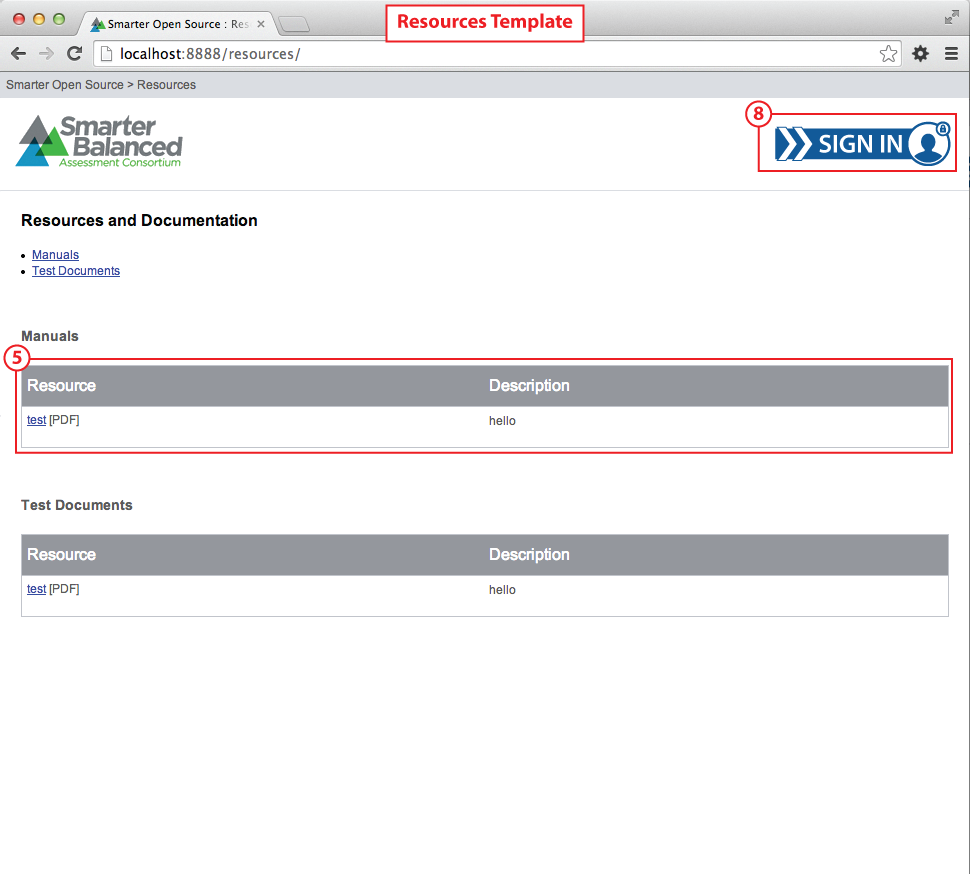 Resources Template
Smarter Open Source : Res
localhost:8888/resources/
Smarter Open Source > Resources
Smarter
Balanced
Assessment Consortium
8
SIGN IN
Resources and Documentation
• Manuals
• Test Documents
Manuals
5
Resource Description
test [PDF] hello
Test Documents
Resource Description
test [PDF] hello